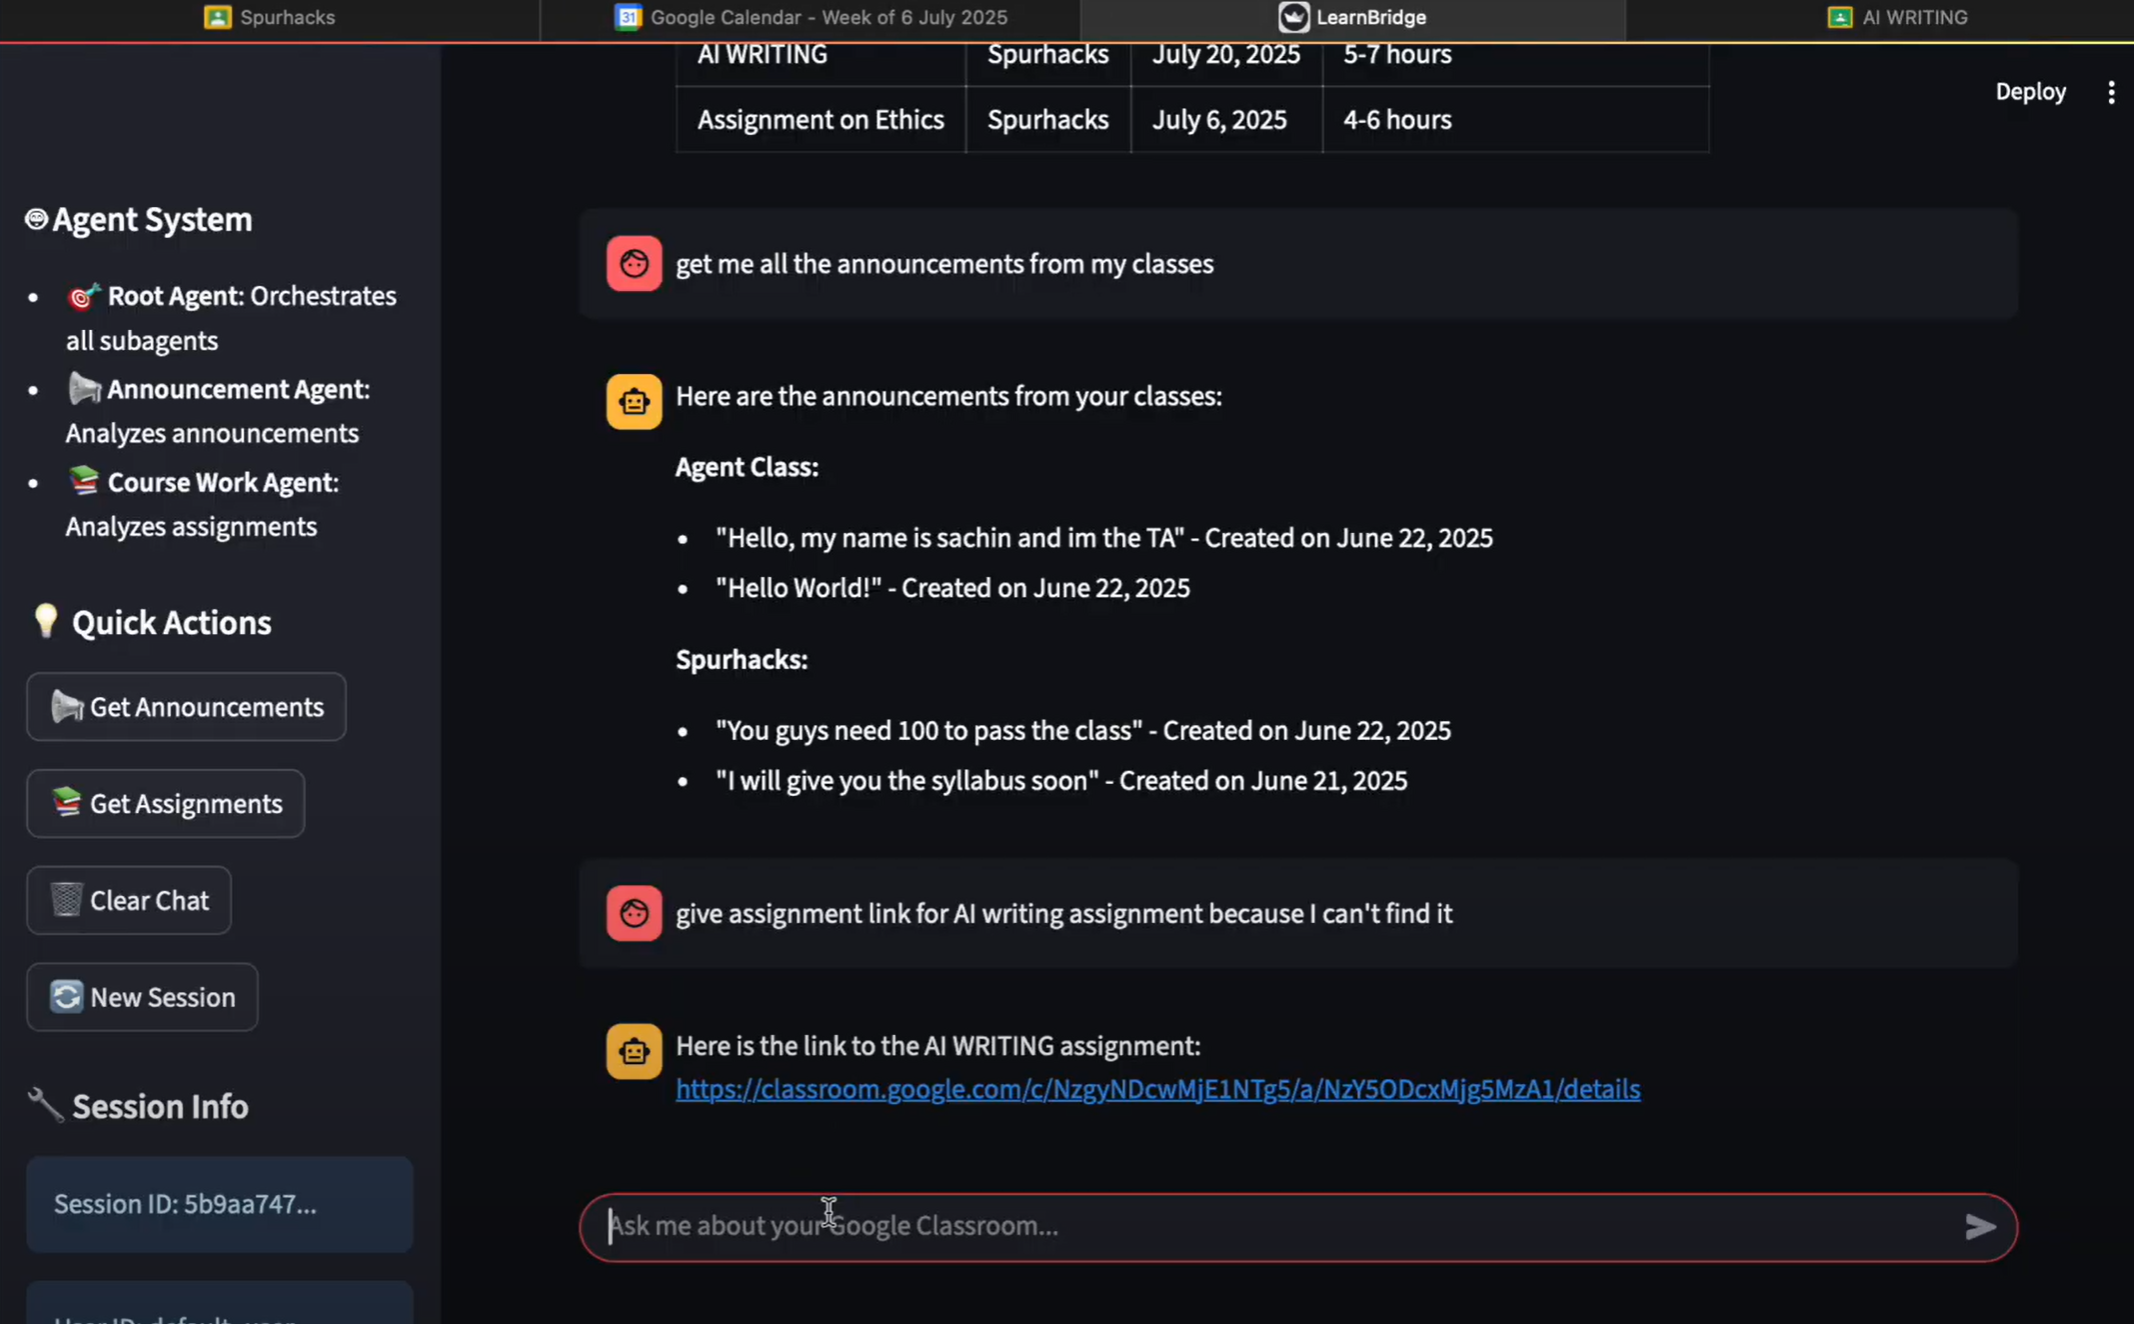 Spurhacks
31 Google Calendar - Week of 6 July 2025
LearnBridge
AI WRITING
Deploy
Agent System
Root Agent: Orchestrates
all subagents
Announcement Agent:
Analyzes announcements
Course Work Agent:
Analyzes assignments
Quick Actions
Get Announcements
Get Assignments
Clear Chat
New Session
Session Info
Session ID: 5b9aa747...
AI WRITING Spurhacks July 20, 2025 5-7 hours
Assignment on Ethics Spurhacks July 6, 2025 4-6 hours
get me all the announcements from my classes
Here are the announcements from your classes:
Agent Class:
"Hello, my name is sachin and im the TA" - Created on June 22, 2025
"Hello World!" - Created on June 22, 2025
Spurhacks:
"You guys need 100 to pass the class" - Created on June 22, 2025
"I will give you the syllabus soon" - Created on June 21, 2025
give assignment link for AI writing assignment because I can't find it
Here is the link to the AI WRITING assignment:
https://classroom.google.com/c/NzgyNDcwMjE1NTg5/a/NzY5ODcxMjg5MzA1/details
Ask me about your Google Classroom...